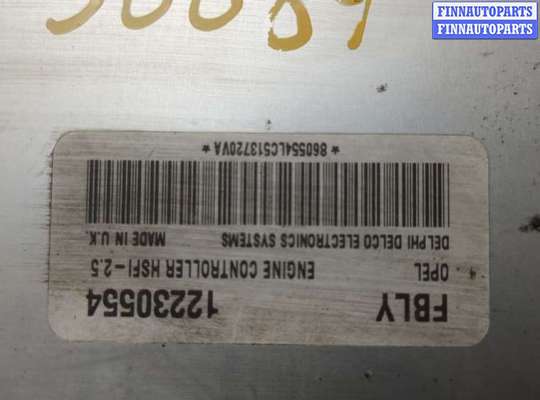 FINNAUTOPARTS
FINNAUTOPARTS
FBLY 12230554
OPEL ENGINE CONTROLLER HSFI-2.5
DELPHI DELCO ELECTRONICS SYSTEMS MADE IN U.K.
*860554LC513720VA*